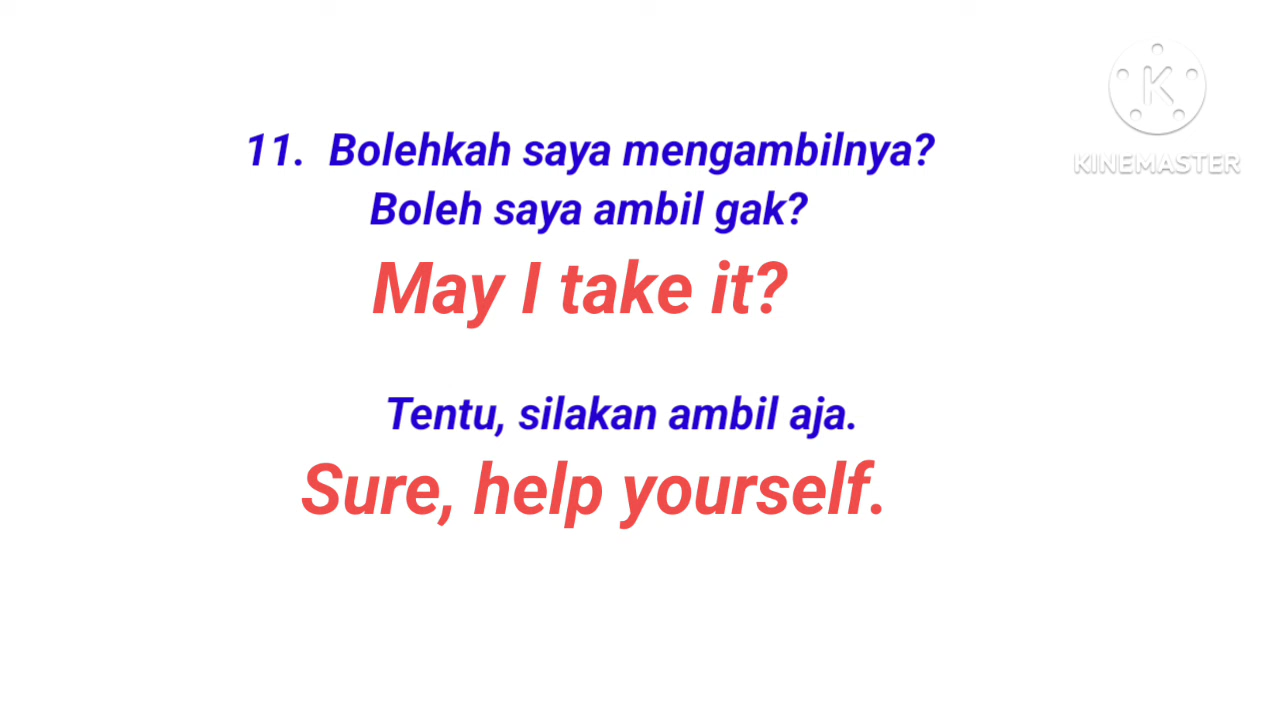 11. Bolehkah saya mengambilnya?
Boleh saya ambil gak?
May I take it?
Tentu, silakan ambil aja.
Sure, help yourself.
K
KINEMASTER